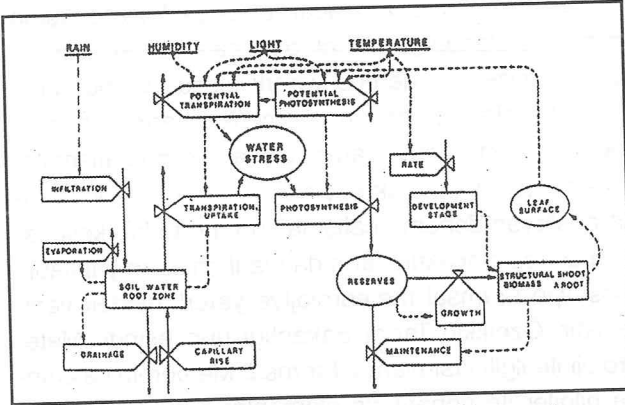 RAIN HUMIDITY LIGHT TEMPERATURE
POTENTIAL
TRANSPIRATION
POTENTIAL
PHOTOSYNTHESIS
WATER
STRESS
RATE
INFILTRATION
TRANSPIRATION,
UPTAKE
PHOTOSYNTHESIS
DEVELOPMENT
STAGE
LEAF
SURFACE
EVAPORATION
SOIL WATER
ROOT ZONE
RESERVES
STRUCTURAL SHOOT
BIOMASS & ROOT
GROWTH
DRAINAGE
CAPILLARY
RISE
MAINTENANCE